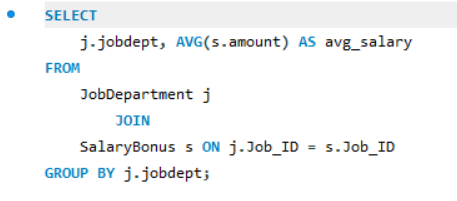 SELECT
j.jobdept, AVG(s.amount) AS avg_salary
FROM
JobDepartment j
JOIN
SalaryBonus s ON j.Job_ID = s.Job_ID
GROUP BY j.jobdept;